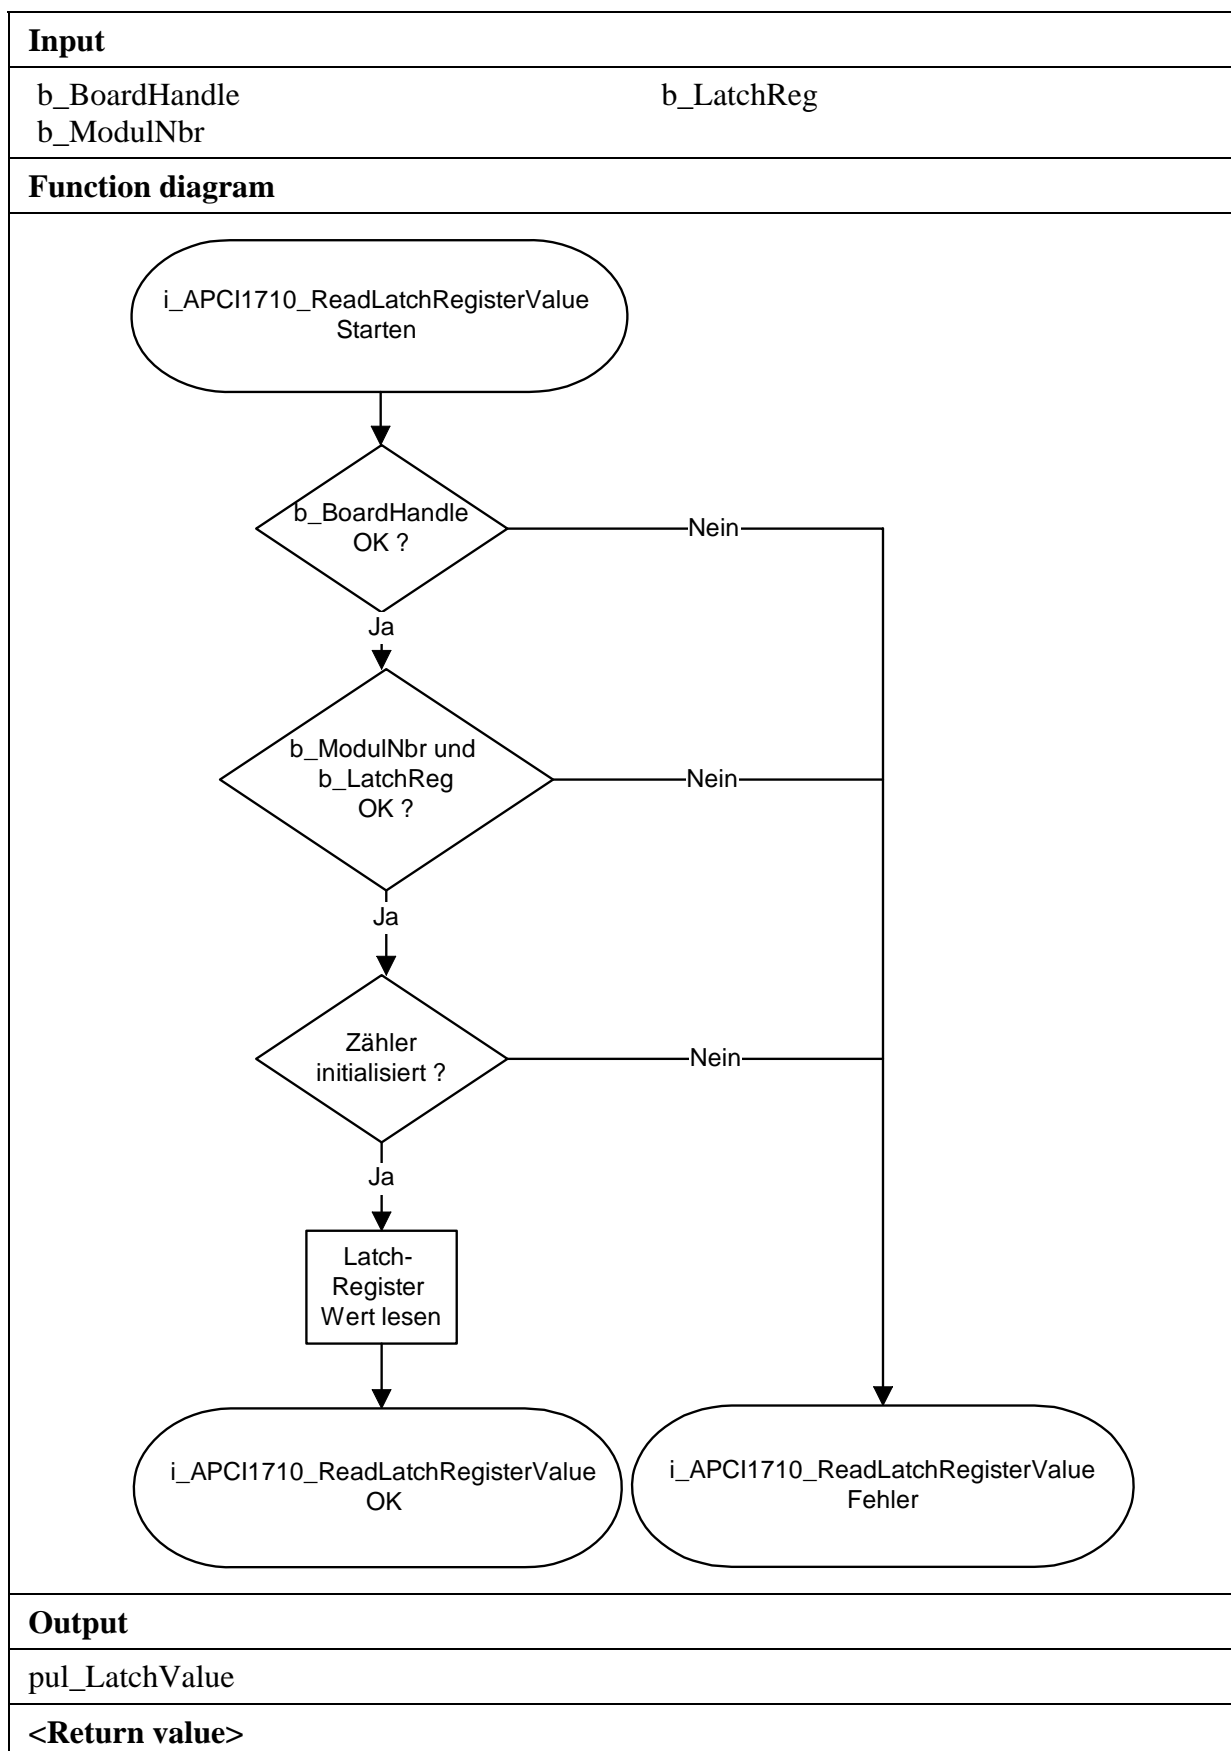 Input
b_BoardHandle b_LatchReg
b_ModulNbr
Function diagram
i_APCI1710_ReadLatchRegisterValue
Starten
b_BoardHandle
OK ?
Nein
Ja
b_ModulNbr und
b_LatchReg
OK ?
Nein
Ja
Zähler
initialisiert ?
Nein
Ja
Latch-
Register
Wert lesen
i_APCI1710_ReadLatchRegisterValue
OK
i_APCI1710_ReadLatchRegisterValue
Fehler
Output
pul_LatchValue
<Return value>